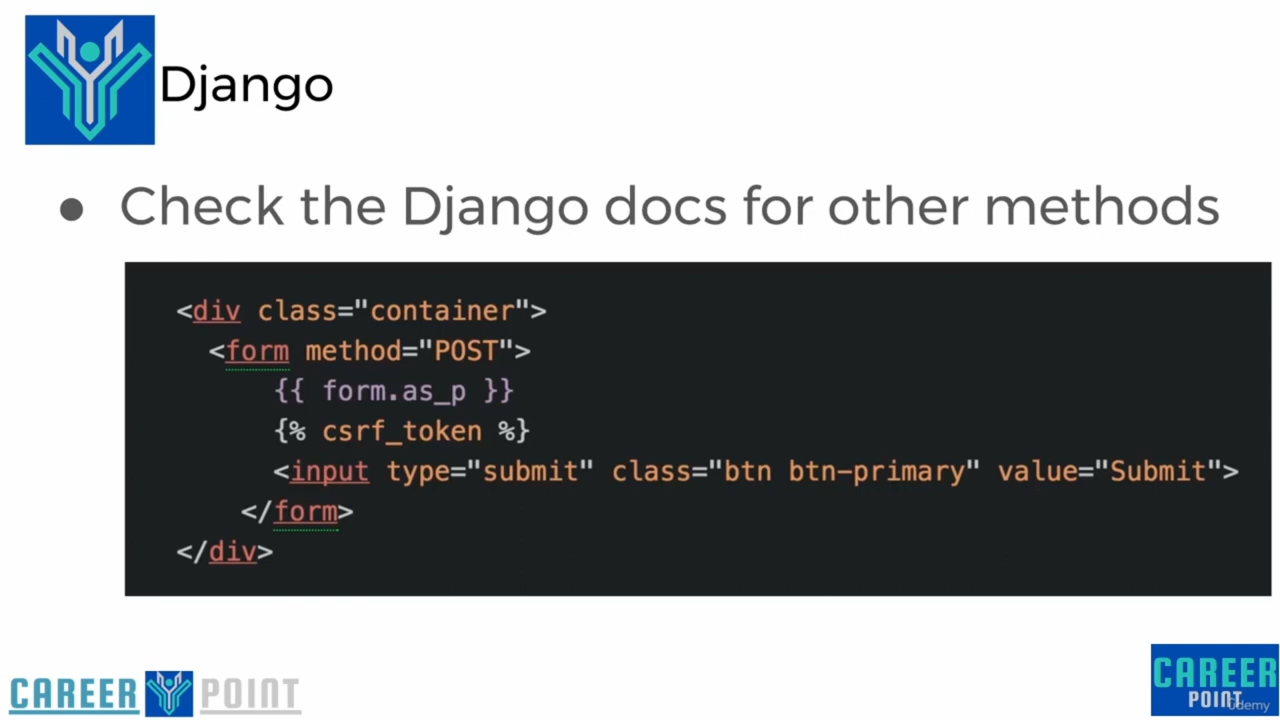 Django
● Check the Django docs for other methods
<div class="container">
<form method="POST">
{{ form.as_p }}
{% csrf_token %}
<input type="submit" class="btn btn-primary" value="Submit">
</form>
</div>
CAREER POINT
CAREER
POINT
ûdemy